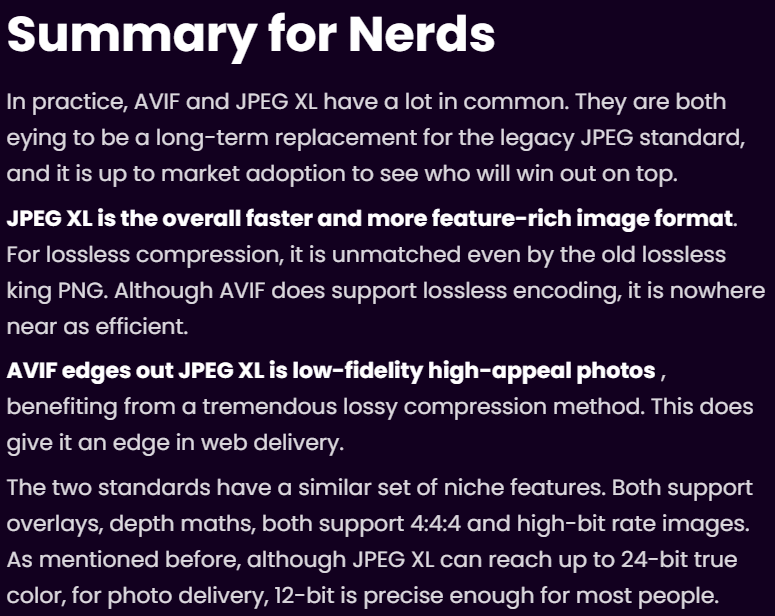 Summary for Nerds
In practice, AVIF and JPEG XL have a lot in common. They are both
eying to be a long-term replacement for the legacy JPEG standard,
and it is up to market adoption to see who will win out on top.
JPEG XL is the overall faster and more feature-rich image format.
For lossless compression, it is unmatched even by the old lossless
king PNG. Although AVIF does support lossless encoding, it is nowhere
near as efficient.
AVIF edges out JPEG XL is low-fidelity high-appeal photos ,
benefiting from a tremendous lossy compression method. This does
give it an edge in web delivery.
The two standards have a similar set of niche features. Both support
overlays, depth maths, both support 4:4:4 and high-bit rate images.
As mentioned before, although JPEG XL can reach up to 24-bit true
color, for photo delivery, 12-bit is precise enough for most people.